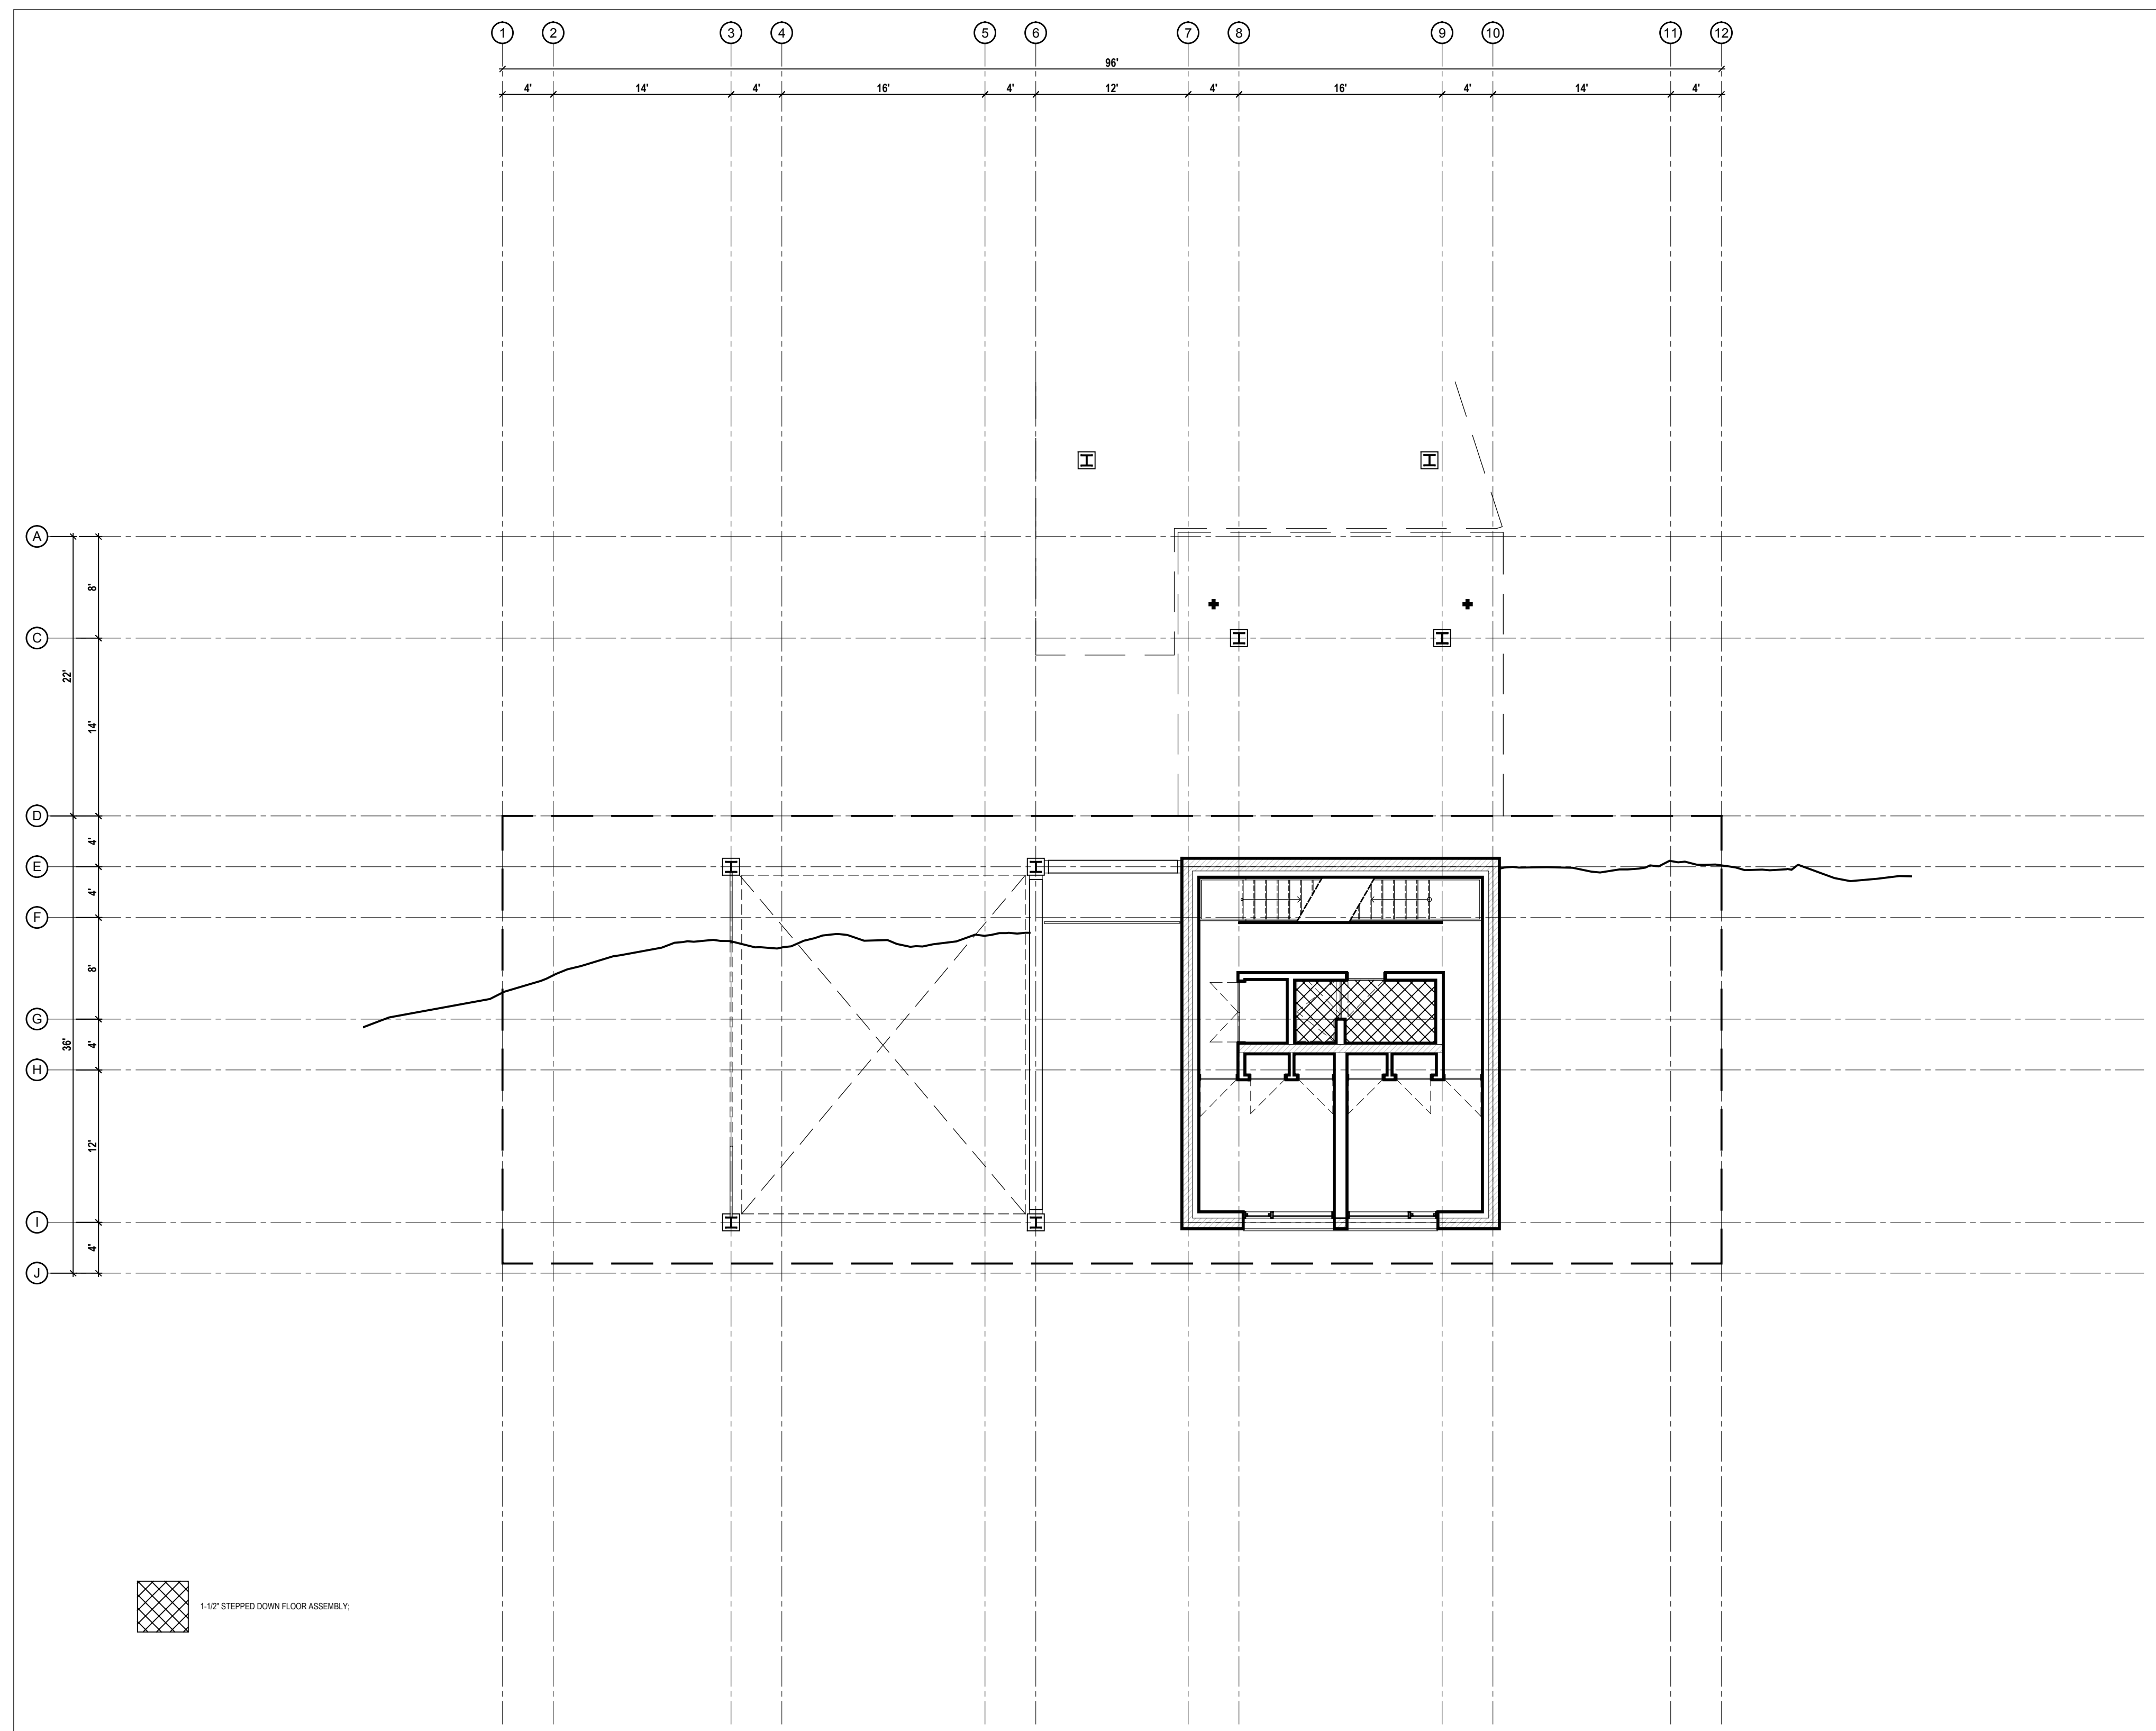 1 2 3 4 5 6 7 8 9 10 11 12
96'
4' 14' 4' 16' 4' 12' 4' 16' 4' 14' 4'
A
8'
C
22'
14'
D
4'
E
4'
F
8'
G
36'
4'
H
12'
I
4'
J
1-1/2" STEPPED DOWN FLOOR ASSEMBLY;